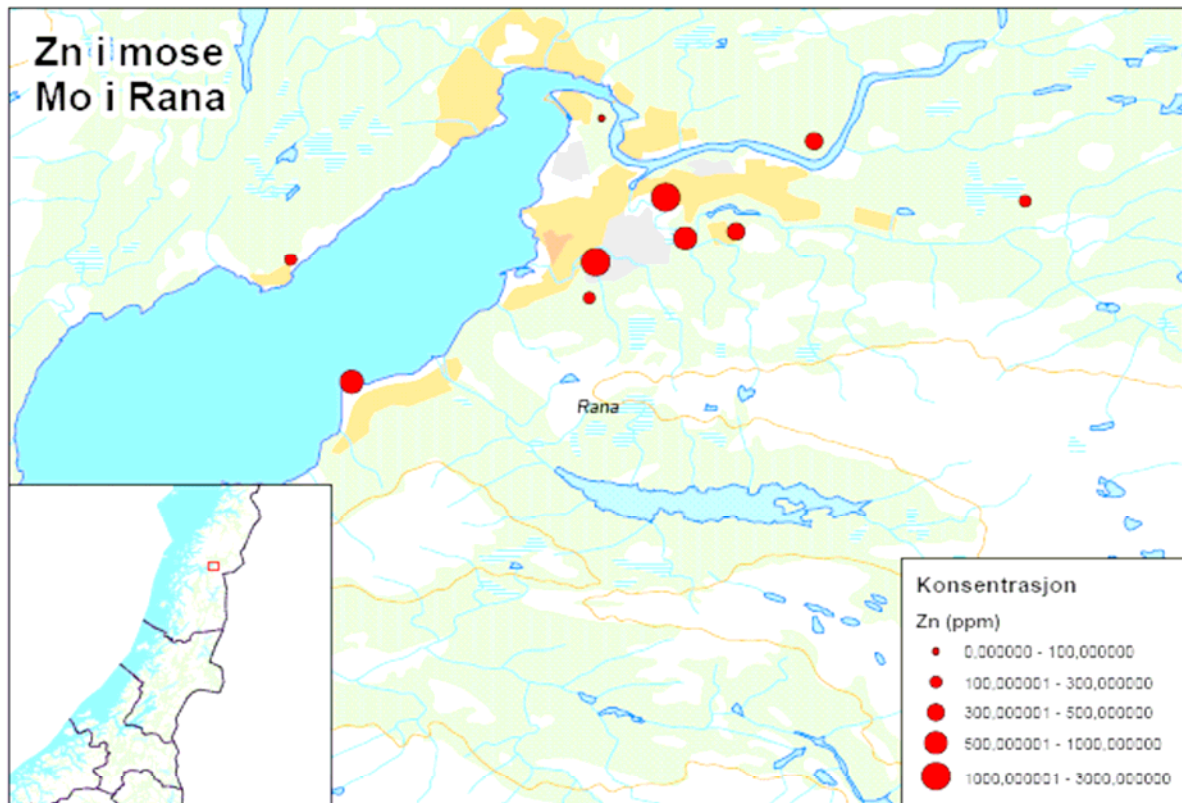 Zn i mose
Mo i Rana
Rana
Konsentrasjon
Zn (ppm)
0,000000 - 100,000000
100,000001 - 300,000000
300,000001 - 500,000000
500,000001 - 1000,000000
1000,000001 - 3000,000000